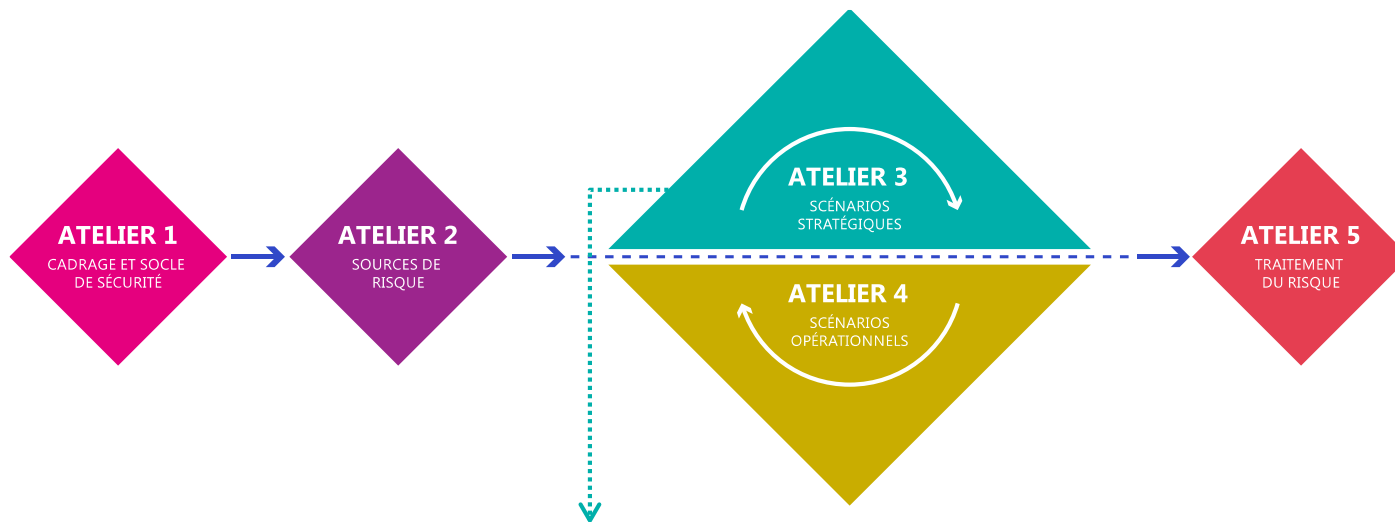 ATELIER 1
CADRAGE ET SOCLE
DE SÉCURITÉ
ATELIER 2
SOURCES DE
RISQUE
ATELIER 3
SCÉNARIOS
STRATÉGIQUES
ATELIER 4
SCÉNARIOS
OPÉRATIONNELS
ATELIER 5
TRAITEMENT
DU RISQUE